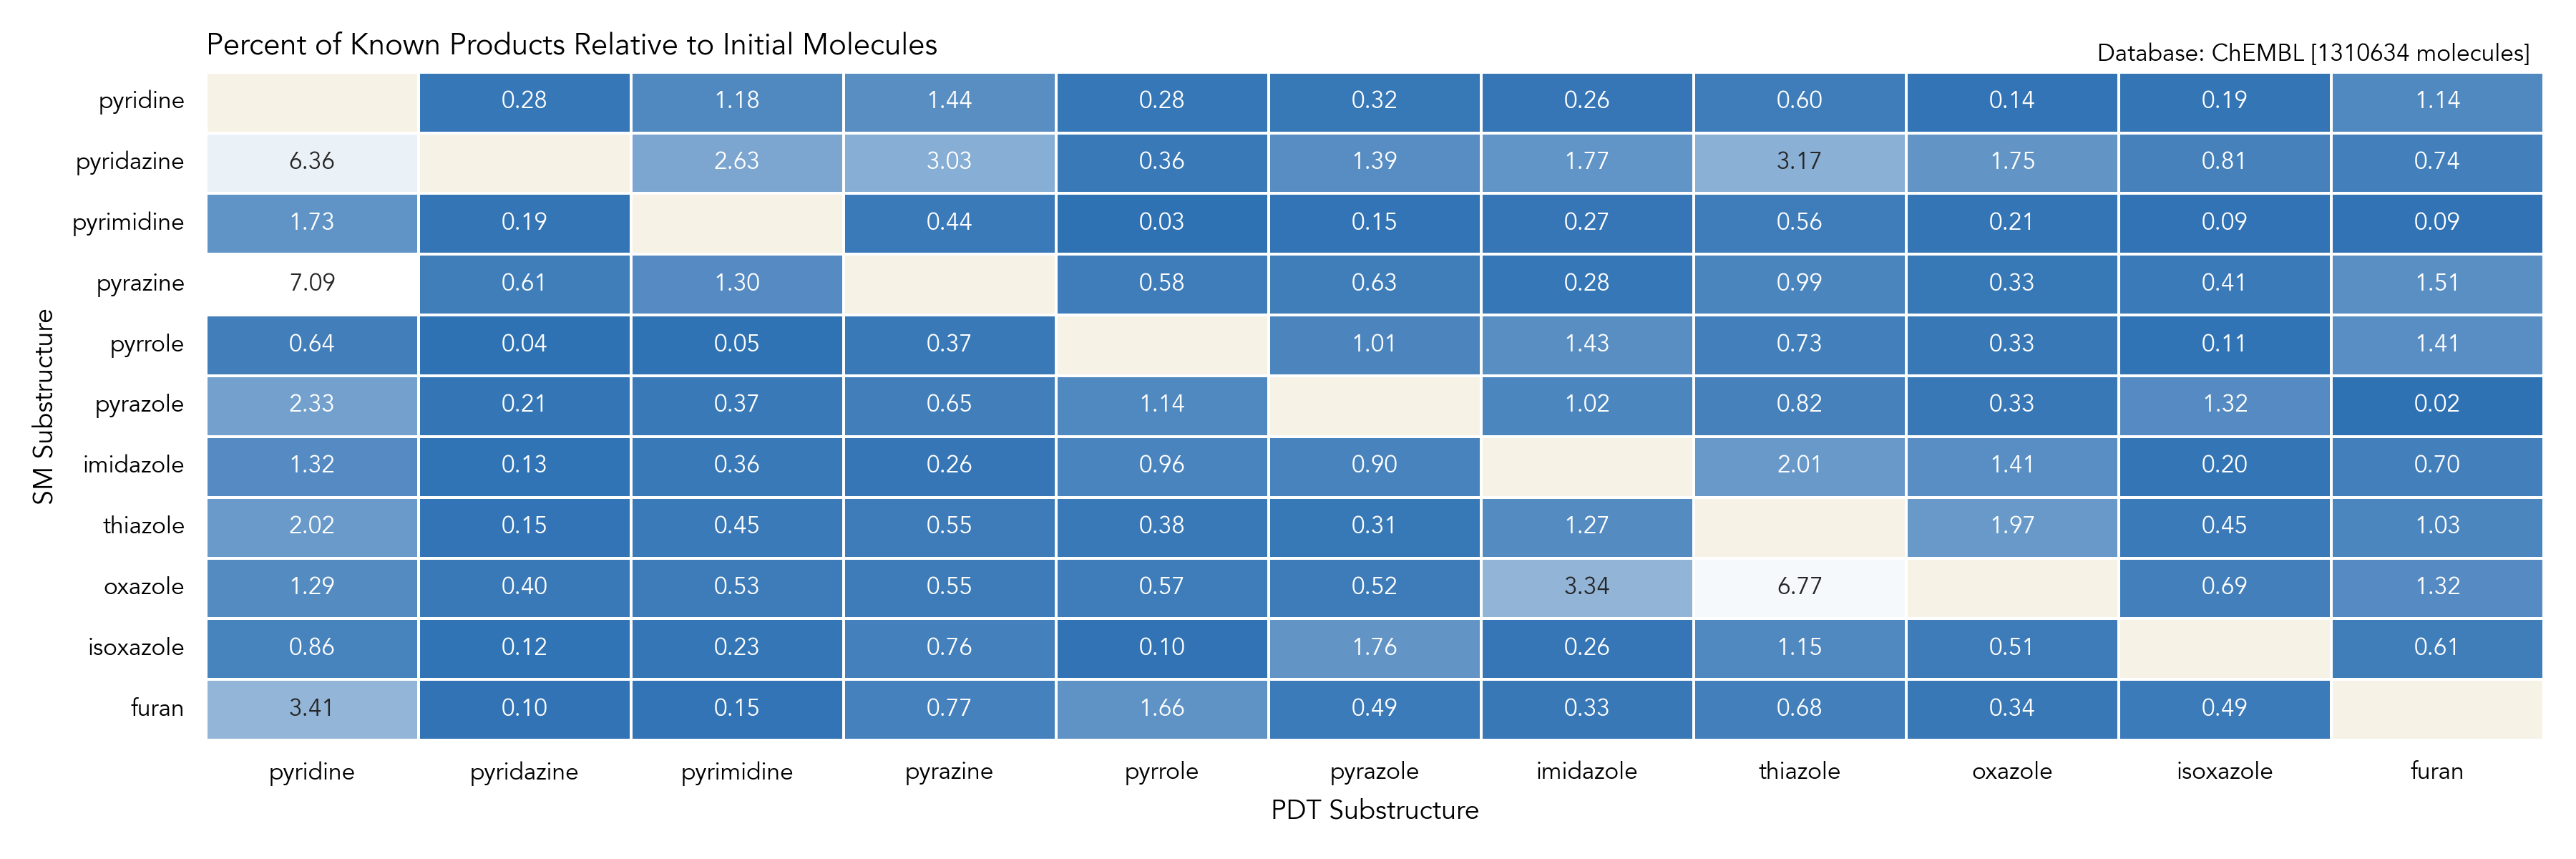 Percent of Known Products Relative to Initial Molecules
Database: ChEMBL [1310634 molecules]
pyridine 0.28 1.18 1.44 0.28 0.32 0.26 0.60 0.14 0.19 1.14
pyridazine 6.36 2.63 3.03 0.36 1.39 1.77 3.17 1.75 0.81 0.74
pyrimidine 1.73 0.19 0.44 0.03 0.15 0.27 0.56 0.21 0.09 0.09
pyrazine 7.09 0.61 1.30 0.58 0.63 0.28 0.99 0.33 0.41 1.51
pyrrole 0.64 0.04 0.05 0.37 1.01 1.43 0.73 0.33 0.11 1.41
pyrazole 2.33 0.21 0.37 0.65 1.14 1.02 0.82 0.33 1.32 0.02
imidazole 1.32 0.13 0.36 0.26 0.96 0.90 2.01 1.41 0.20 0.70
thiazole 2.02 0.15 0.45 0.55 0.38 0.31 1.27 1.97 0.45 1.03
oxazole 1.29 0.40 0.53 0.55 0.57 0.52 3.34 6.77 0.69 1.32
isoxazole 0.86 0.12 0.23 0.76 0.10 1.76 0.26 1.15 0.51 0.61
furan 3.41 0.10 0.15 0.77 1.66 0.49 0.33 0.68 0.34 0.49
SM Substructure
pyridine pyridazine pyrimidine pyrazine pyrrole pyrazole imidazole thiazole oxazole isoxazole furan
PDT Substructure